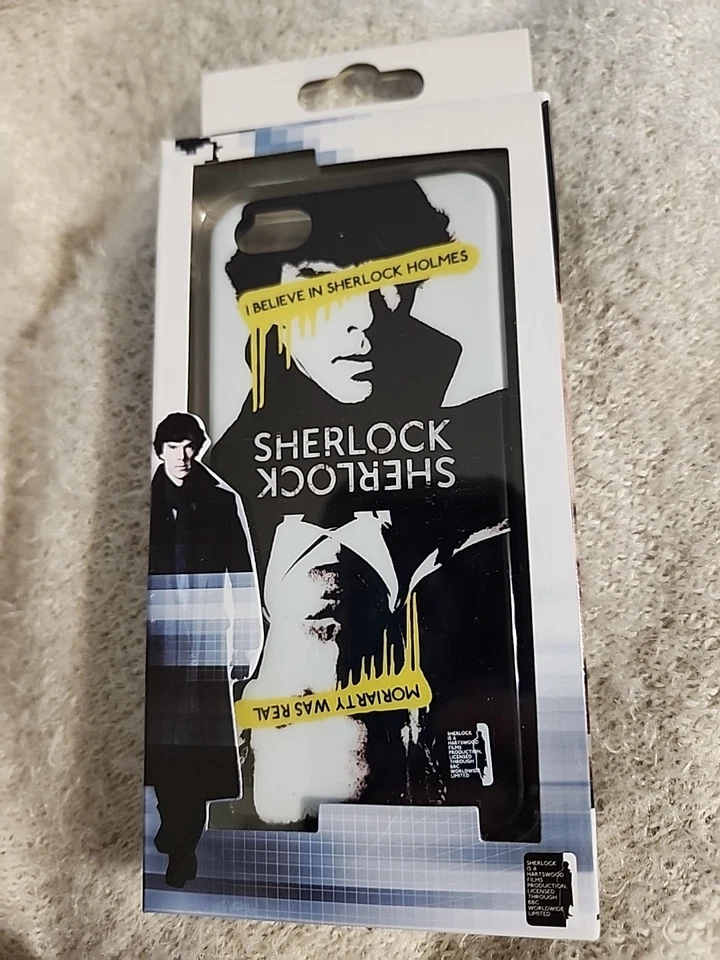 I BELIEVE IN SHERLOCK HOLMES
SHERLOCK
SHERLOCK
MORIARTY WAS REAL
SHERLOCK
IS A
HARTSWOOD
FILMS
PRODUCTION,
LICENSED
THROUGH
BBC
WORLDWIDE
LIMITED
SHERLOCK
IS A
HARTSWOOD
FILMS
PRODUCTION,
LICENSED
THROUGH
BBC
WORLDWIDE
LIMITED